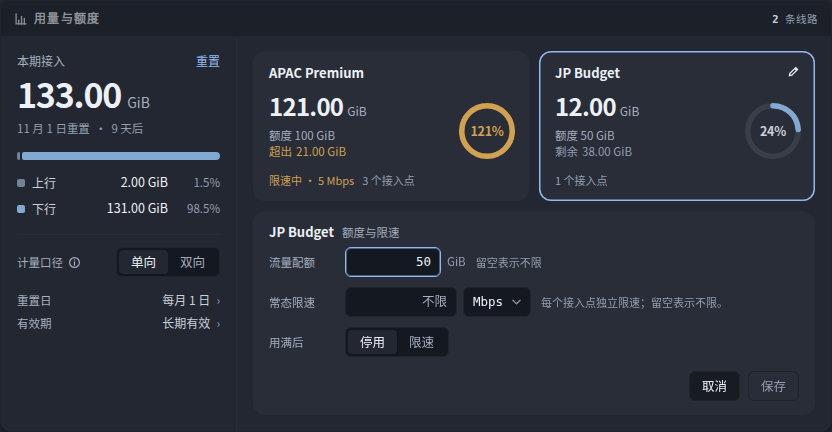 用量与额度
2 条线路
本期接入 重置
133.00 GiB
11 月 1 日重置 · 9 天后
上行 2.00 GiB 1.5%
下行 131.00 GiB 98.5%
计量口径 单向 双向
重置日 每月 1 日 ›
有效期 长期有效 ›
APAC Premium
121.00 GiB
额度 100 GiB
超出 21.00 GiB
121%
限速中 · 5 Mbps 3 个接入点
JP Budget
12.00 GiB
额度 50 GiB
剩余 38.00 GiB
24%
1 个接入点
JP Budget 额度与限速
流量配额 50 GiB 留空表示不限
常态限速 不限 Mbps 每个接入点独立限速；留空表示不限。
用满后 停用 限速
取消 保存